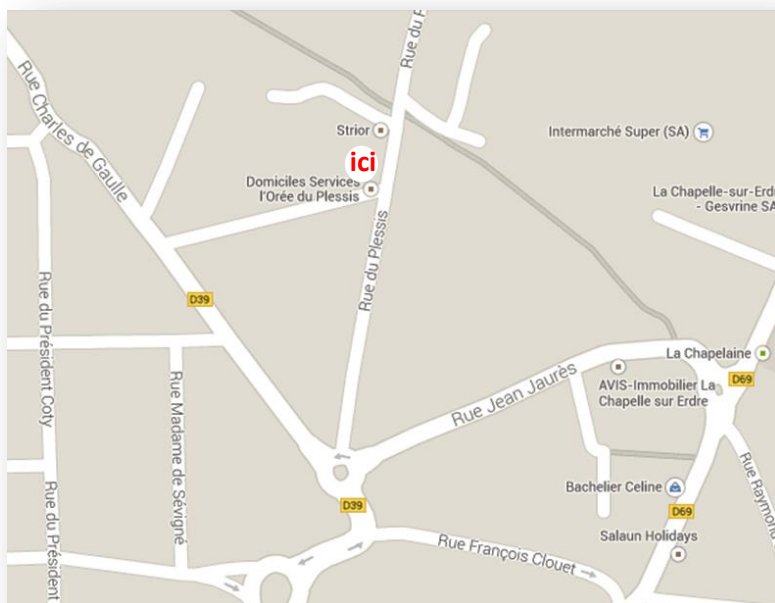 Rue du P
Rue Charles de Gaulle
Strior
Intermarché Super (SA)
ici
Domiciles Services
l'Orée du Plessis
La Chapelle-sur-Erdr
- Gesvrine SA
Rue du Plessis
D39
Rue du Président Coty
Rue Madame de Sévigné
La Chapelaine
D69
Rue Jean Jaurès
AVIS-Immobilier La
Chapelle sur Erdre
Bachelier Celine
Rue Raymond
D39
D69
Rue du Président
Rue François Clouet
Salaun Holidays